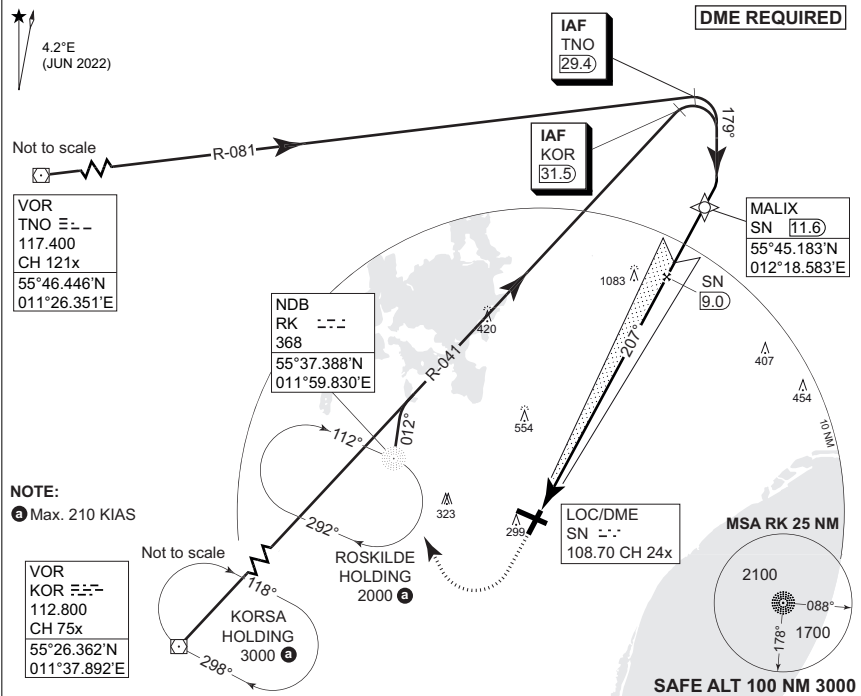 4.2°E
(JUN 2022)
DME REQUIRED
IAF
TNO
29.4
Not to scale
R-081
179°
IAF
KOR
31.5
VOR
TNO
117.400
CH 121x
55°46.446'N
011°26.351'E
MALIX
SN 11.6
55°45.183'N
012°18.583'E
1083
SN
9.0
NDB
RK
368
55°37.388'N
011°59.830'E
420
R-041
207°
407
454
012°
554
10 NM
112°
NOTE:
a Max. 210 KIAS
323
292°
299
LOC/DME
SN
108.70 CH 24x
MSA RK 25 NM
Not to scale
ROSKILDE
HOLDING
2000 a
VOR
KOR
112.800
CH 75x
55°26.362'N
011°37.892'E
118°
KORSA
HOLDING
3000 a
298°
2100
088°
178°
1700
SAFE ALT 100 NM 3000